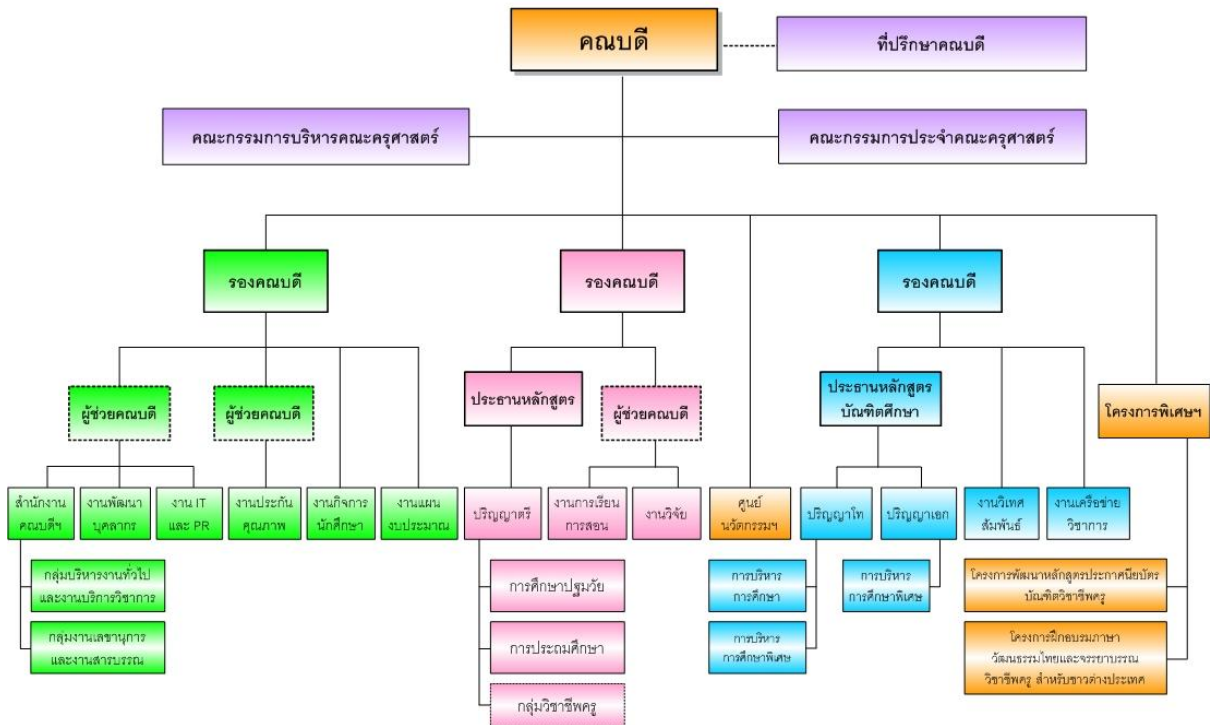 คณบดี
ที่ปรึกษาคณบดี
คณะกรรมการบริหารคณะครุศาสตร์
คณะกรรมการประจำคณะครุศาสตร์
รองคณบดี
รองคณบดี
รองคณบดี
ผู้ช่วยคณบดี
ผู้ช่วยคณบดี
ประธานหลักสูตร
ผู้ช่วยคณบดี
ประธานหลักสูตร
บัณฑิตศึกษา
โครงการพิเศษฯ
สำนักงาน
คณบดีฯ
งานพัฒนา
บุคลากร
งาน IT
และ PR
งานประกัน
คุณภาพ
งานกิจการ
นักศึกษา
งานแผน
งบประมาณ
ปริญญาตรี
งานการเรียน
การสอน
งานวิจัย
ศูนย์
นวัตกรรมฯ
ปริญญาโท
ปริญญาเอก
งานวิเทศ
สัมพันธ์
งานเครือข่าย
วิชาการ
กลุ่มบริหารงานทั่วไป
และงานบริการวิชาการ
กลุ่มงานเลขานุการ
และงานสารบรรณ
การศึกษาปฐมวัย
การประถมศึกษา
กลุ่มวิชาชีพครู
การบริหาร
การศึกษา
การบริหาร
การศึกษาพิเศษ
การบริหาร
การศึกษาพิเศษ
โครงการพัฒนาหลักสูตรประกาศนียบัตร
บัณฑิตวิชาชีพครู
โครงการฝึกอบรมภาษา
วัฒนธรรมไทยและจรรยาบรรณ
วิชาชีพครู สำหรับชาวต่างประเทศ